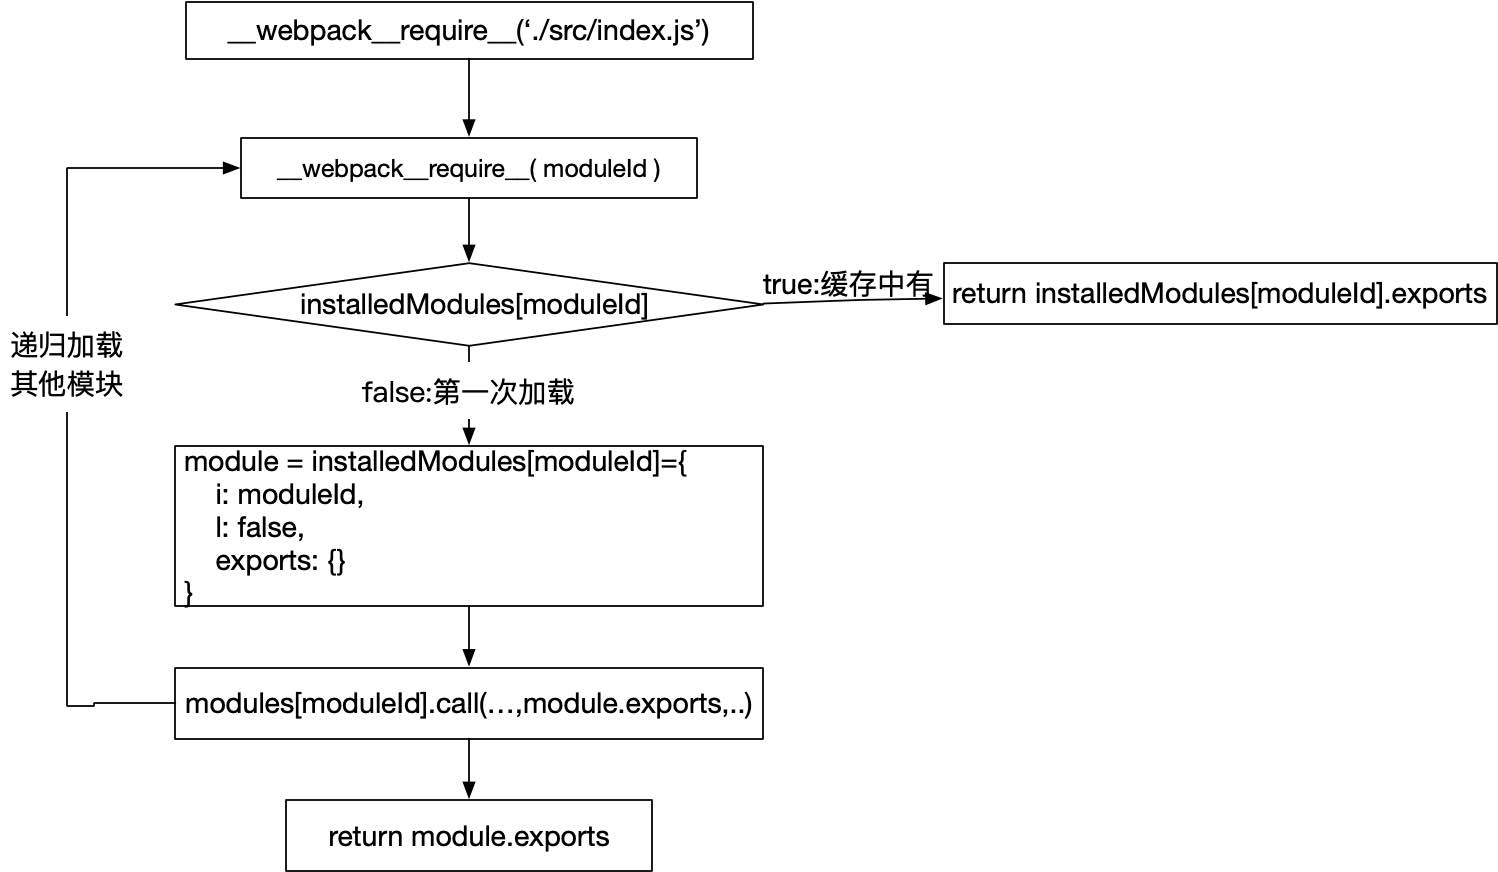 __webpack__require__(‘./src/index.js’)
__webpack__require__( moduleId )
installedModules[moduleId]
true:缓存中有
return installedModules[moduleId].exports
递归加载
其他模块
false:第一次加载
module = installedModules[moduleId]={
    i: moduleId,
    l: false,
    exports: {}
}
modules[moduleId].call(…,module.exports,..)
return module.exports